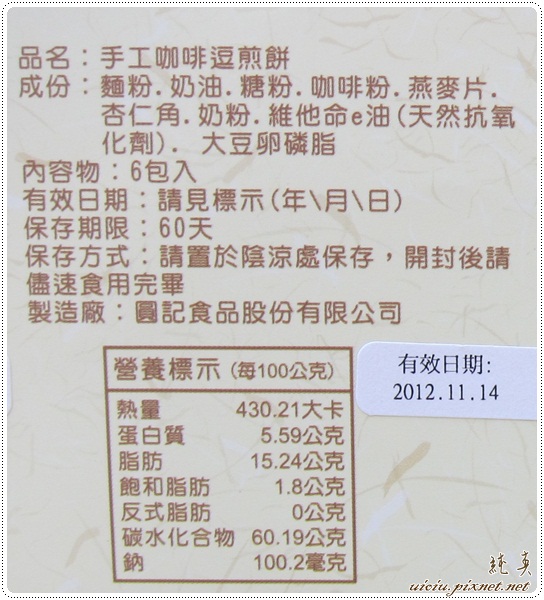 品名：手工咖啡逗煎餅
成份：麵粉．奶油．糖粉．咖啡粉．燕麥片．
杏仁角．奶粉．維他命e油(天然抗氧
化劑)． 大豆卵磷脂
內容物：6包入
有效日期：請見標示(年\月\日)
保存期限：60天
保存方式：請置於陰涼處保存，開封後請
儘速食用完畢
製造廠：圓記食品股份有限公司
營養標示 (每100公克)
熱量 430.21大卡
蛋白質 5.59公克
脂肪 15.24公克
飽和脂肪 1.8公克
反式脂肪 0公克
碳水化合物 60.19公克
鈉 100.2毫克
有效日期:
2012.11.14
純真
uiciu.pixnet.net